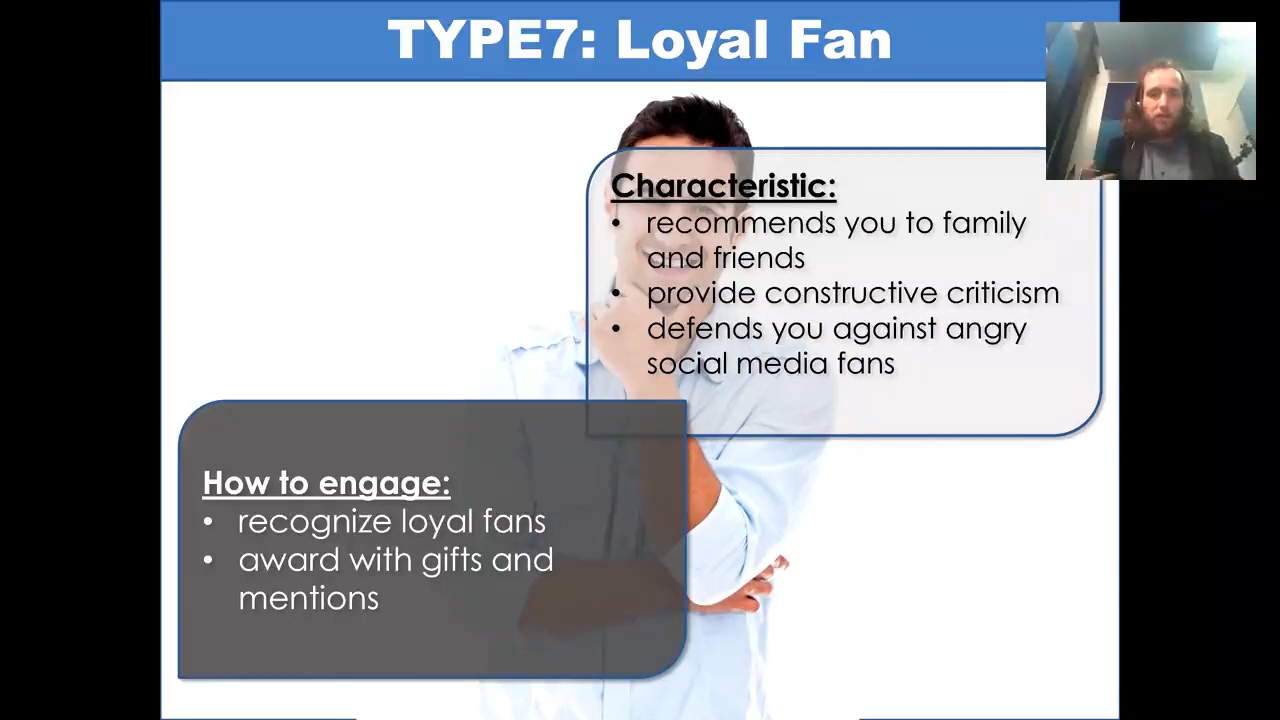 TYPE7: Loyal Fan
Characteristic:
• recommends you to family
and friends
• provide constructive criticism
• defends you against angry
social media fans
How to engage:
• recognize loyal fans
• award with gifts and
mentions